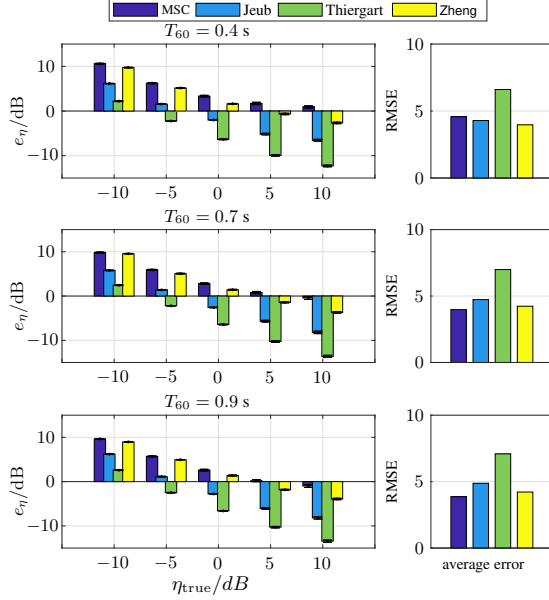 MSC Jeub Thiergart Zheng
T60 = 0.4 s
10
0
−10
eη/dB
−10 −5 0 5 10
10
5
0
RMSE
T60 = 0.7 s
10
0
−10
eη/dB
−10 −5 0 5 10
10
5
0
RMSE
T60 = 0.9 s
10
0
−10
eη/dB
−10 −5 0 5 10
ηtrue/dB
10
5
0
RMSE
average error